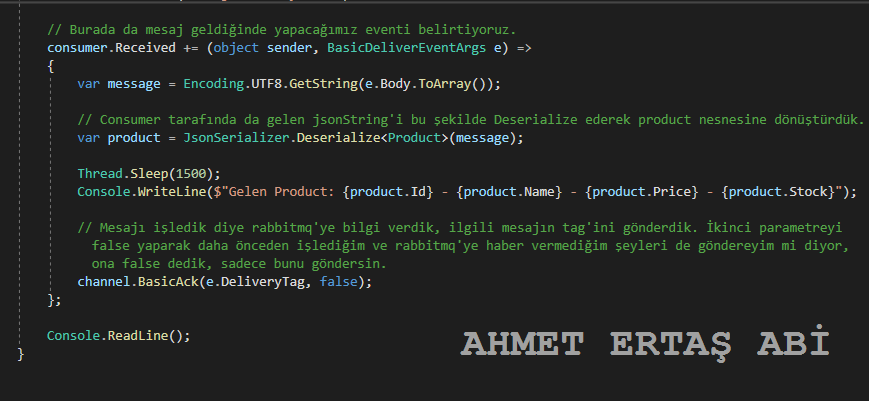 // Burada da mesaj geldiğinde yapacağımız eventi belirtiyoruz.
consumer.Received += (object sender, BasicDeliverEventArgs e) =>
{
var message = Encoding.UTF8.GetString(e.Body.ToArray());
// Consumer tarafında da gelen jsonString'i bu şekilde Deserialize ederek product nesnesine dönüştürdük.
var product = JsonSerializer.Deserialize<Product>(message);
Thread.Sleep(1500);
Console.WriteLine($"Gelen Product: {product.Id} - {product.Name} - {product.Price} - {product.Stock}");
// Mesajı işledik diye rabbitmq'ye bilgi verdik, ilgili mesajın tag'ini gönderdik. İkinci parametreyi
false yaparak daha önceden işlediğim ve rabbitmq'ye haber vermediğim şeyleri de göndereyim mi diyor,
ona false dedik, sadece bunu göndersin.
channel.BasicAck(e.DeliveryTag, false);
};
Console.ReadLine();
}
AHMET ERTAŞ ABİ